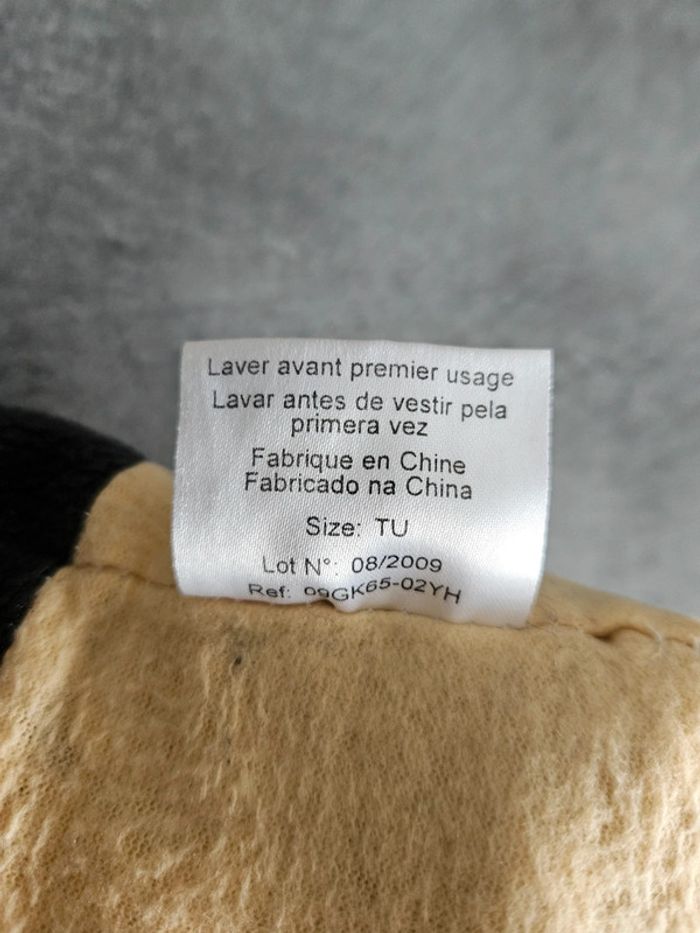 Laver avant premier usage
Lavar antes de vestir pela
primera vez
Fabrique en Chine
Fabricado na China
Size: TU
Lot N°: 08/2009
Ref: 09GK65-02YH